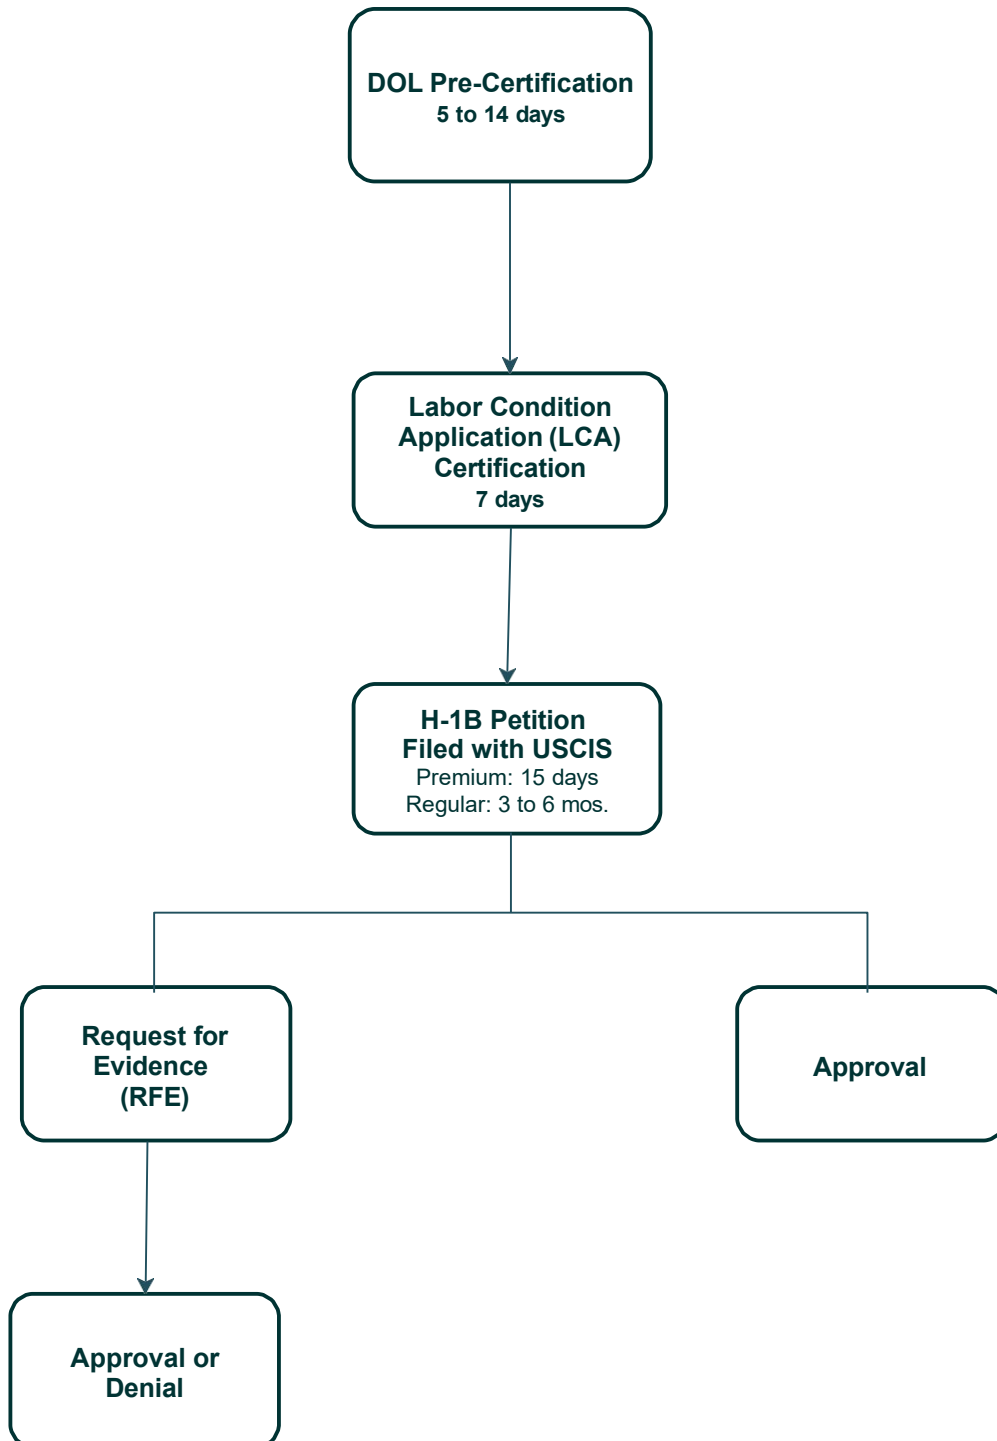 DOL Pre-Certification
5 to 14 days
Labor Condition
Application (LCA)
Certification
7 days
H-1B Petition
Filed with USCIS
Premium: 15 days
Regular: 3 to 6 mos.
Request for
Evidence
(RFE)
Approval
Approval or
Denial